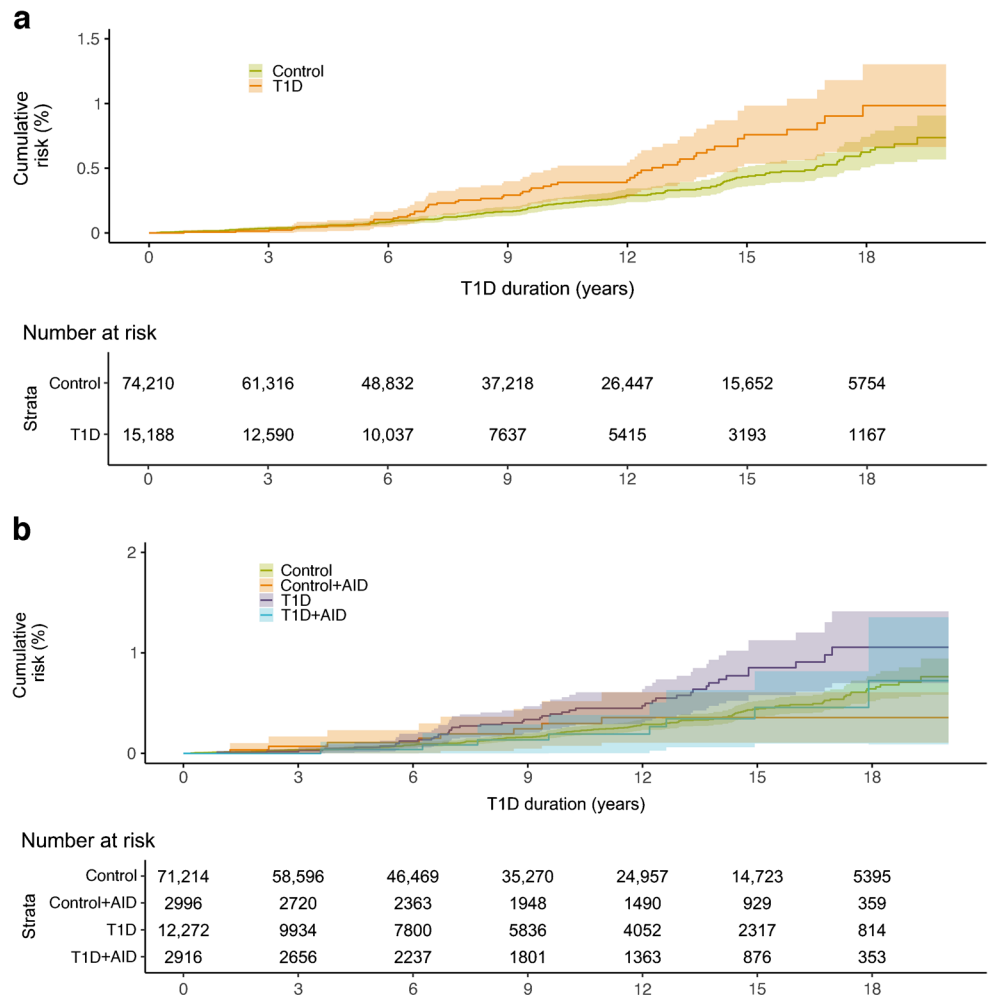 a
1.5
1
0.5
0
Cumulative
risk (%)
Control
T1D
0 3 6 9 12 15 18
T1D duration (years)
Number at risk
Strata
Control 74,210 61,316 48,832 37,218 26,447 15,652 5754
T1D 15,188 12,590 10,037 7637 5415 3193 1167
0 3 6 9 12 15 18
b
2
1
0
Cumulative
risk (%)
Control
Control+AID
T1D
T1D+AID
0 3 6 9 12 15 18
T1D duration (years)
Number at risk
Strata
Control 71,214 58,596 46,469 35,270 24,957 14,723 5395
Control+AID 2996 2720 2363 1948 1490 929 359
T1D 12,272 9934 7800 5836 4052 2317 814
T1D+AID 2916 2656 2237 1801 1363 876 353
0 3 6 9 12 15 18